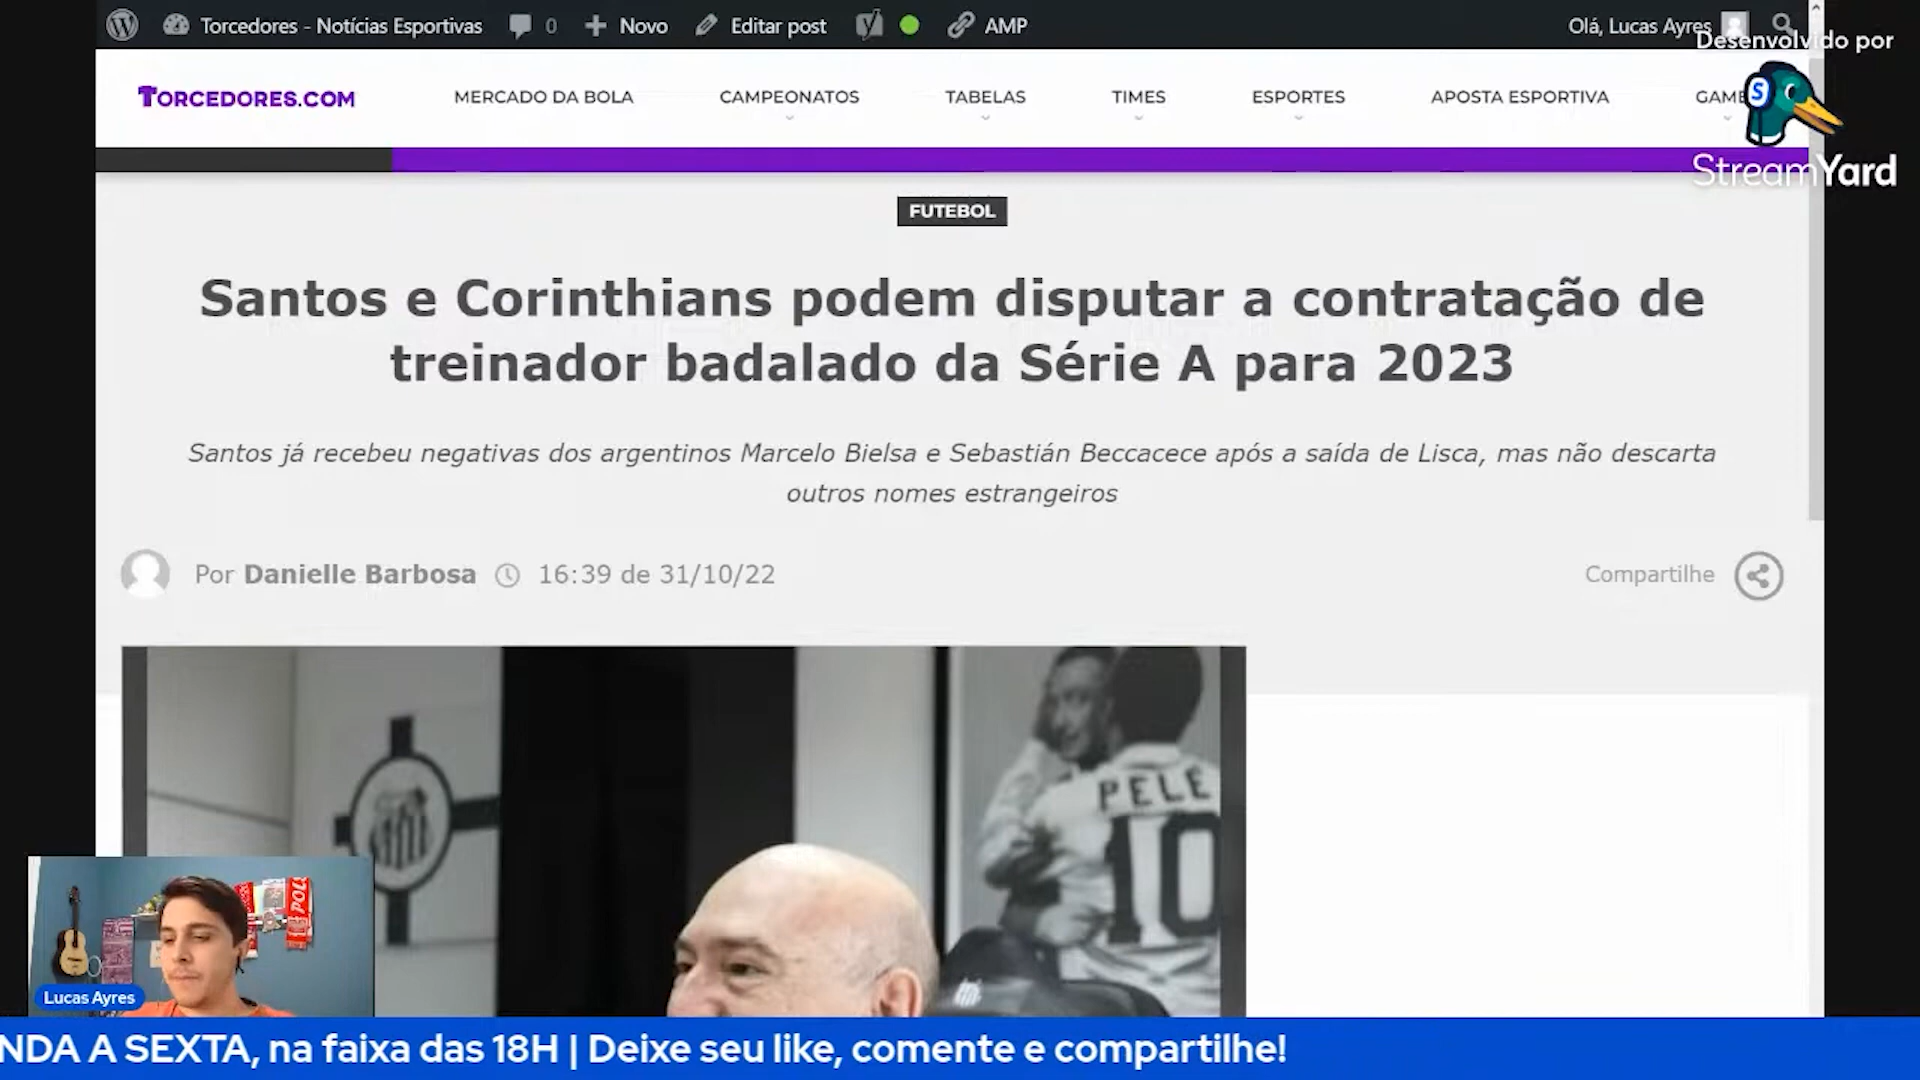 Torcedores - Notícias Esportivas 0 Novo Editar post AMP Olá, Lucas Ayres
Desenvolvido por
StreamYard
TORCEDORES.COM MERCADO DA BOLA CAMPEONATOS TABELAS TIMES ESPORTES APOSTA ESPORTIVA GAME
FUTEBOL
Santos e Corinthians podem disputar a contratação de
treinador badalado da Série A para 2023
Santos já recebeu negativas dos argentinos Marcelo Bielsa e Sebastián Beccacece após a saída de Lisca, mas não descarta
outros nomes estrangeiros
Por Danielle Barbosa 16:39 de 31/10/22 Compartilhe
PELÉ
10
POL
Lucas Ayres
NDA A SEXTA, na faixa das 18H | Deixe seu like, comente e compartilhe!